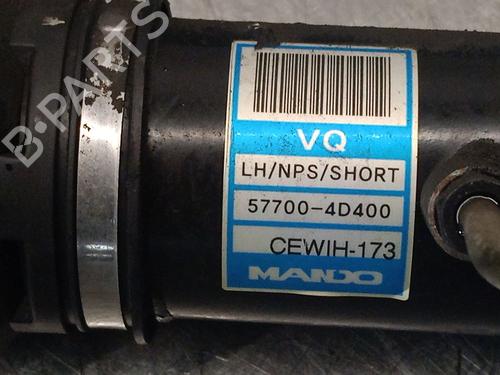 B·PARTS
VQ
LH/NPS/SHORT
57700-4D400
CEWIH-173
MANDO